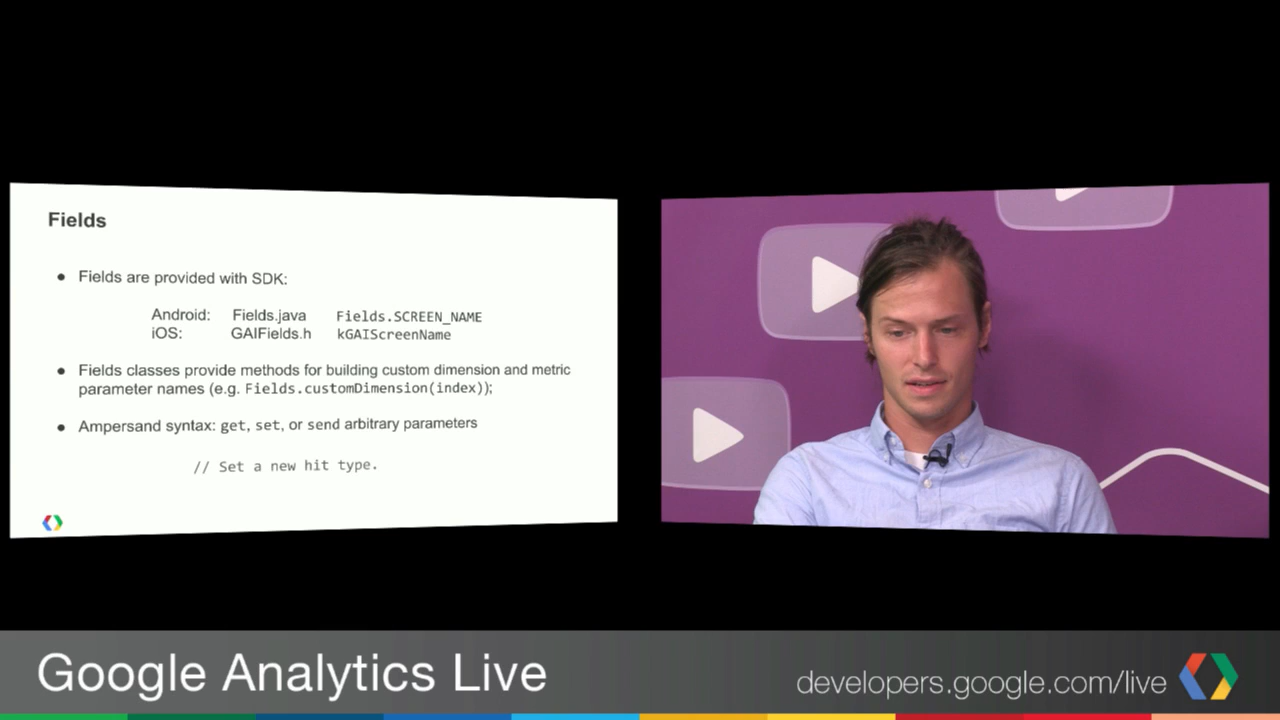 Fields
● Fields are provided with SDK:
Android: Fields.java Fields.SCREEN_NAME
iOS: GAIFields.h kGAIScreenName
● Fields classes provide methods for building custom dimension and metric
parameter names (e.g. Fields.customDimension(index));
● Ampersand syntax: get, set, or send arbitrary parameters
// Set a new hit type.
Google Analytics Live
developers.google.com/live